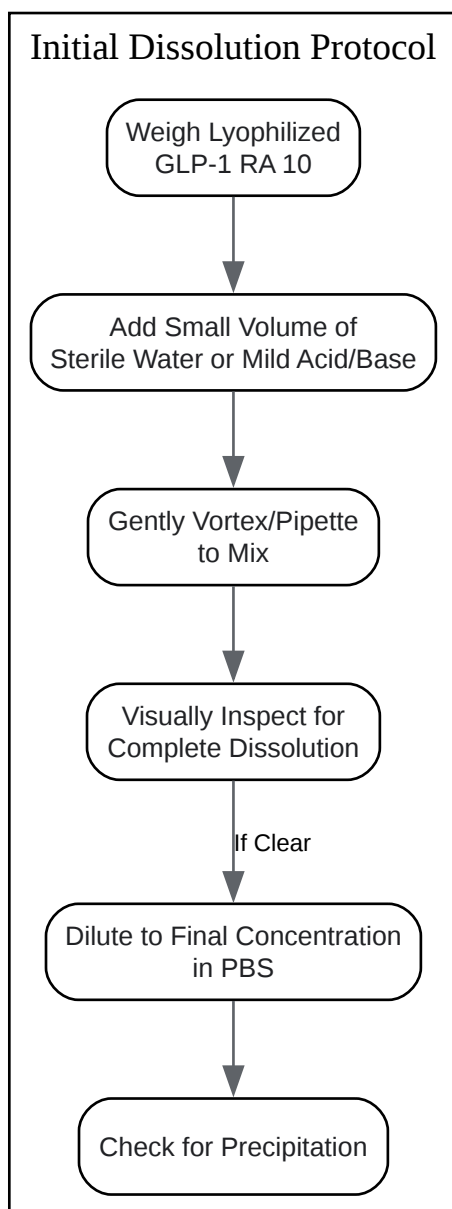 Initial Dissolution Protocol
Weigh Lyophilized
GLP-1 RA 10
Add Small Volume of
Sterile Water or Mild Acid/Base
Gently Vortex/Pipette
to Mix
Visually Inspect for
Complete Dissolution
If Clear
Dilute to Final Concentration
in PBS
Check for Precipitation